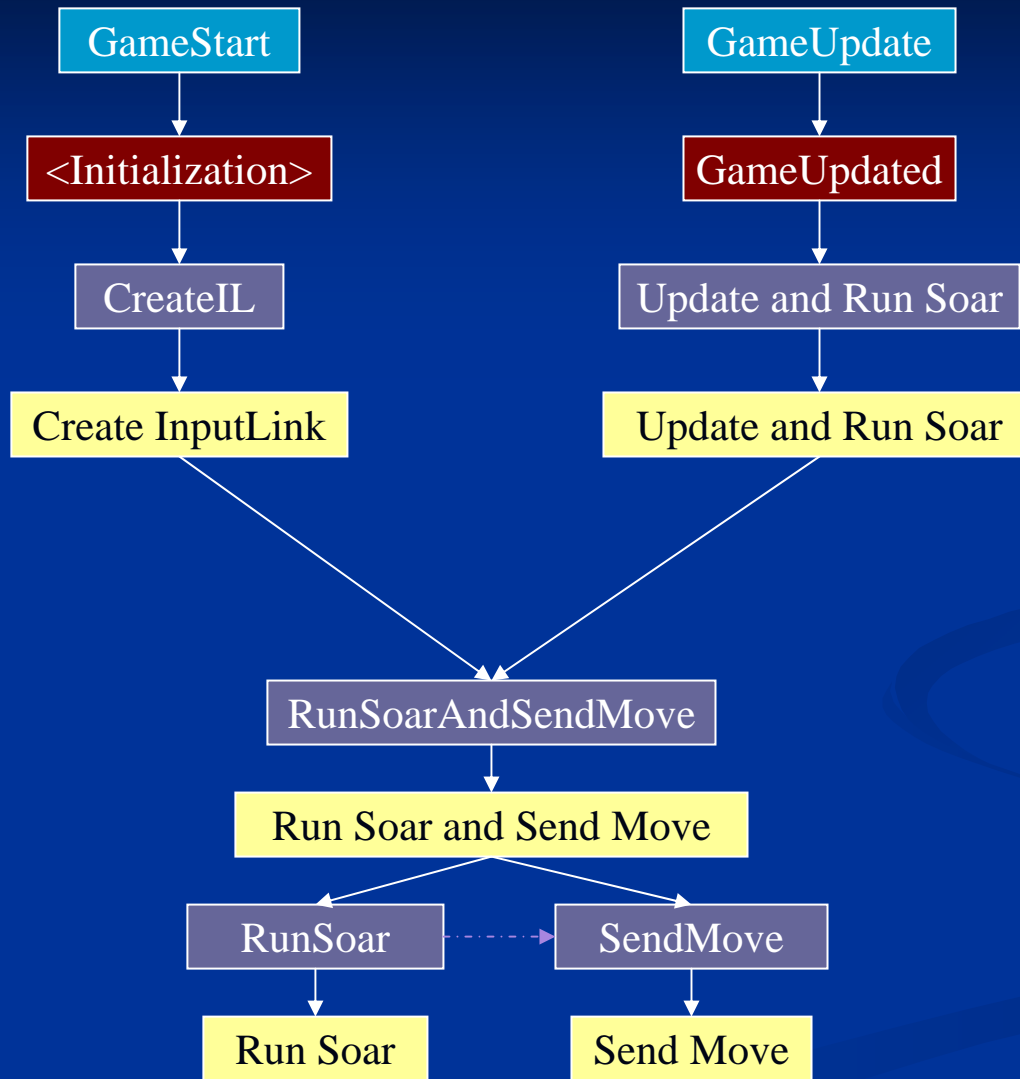 GameStart
GameUpdate
<Initialization>
GameUpdated
CreateIL
Update and Run Soar
Create InputLink
Update and Run Soar
RunSoarAndSendMove
Run Soar and Send Move
RunSoar
SendMove
Run Soar
Send Move